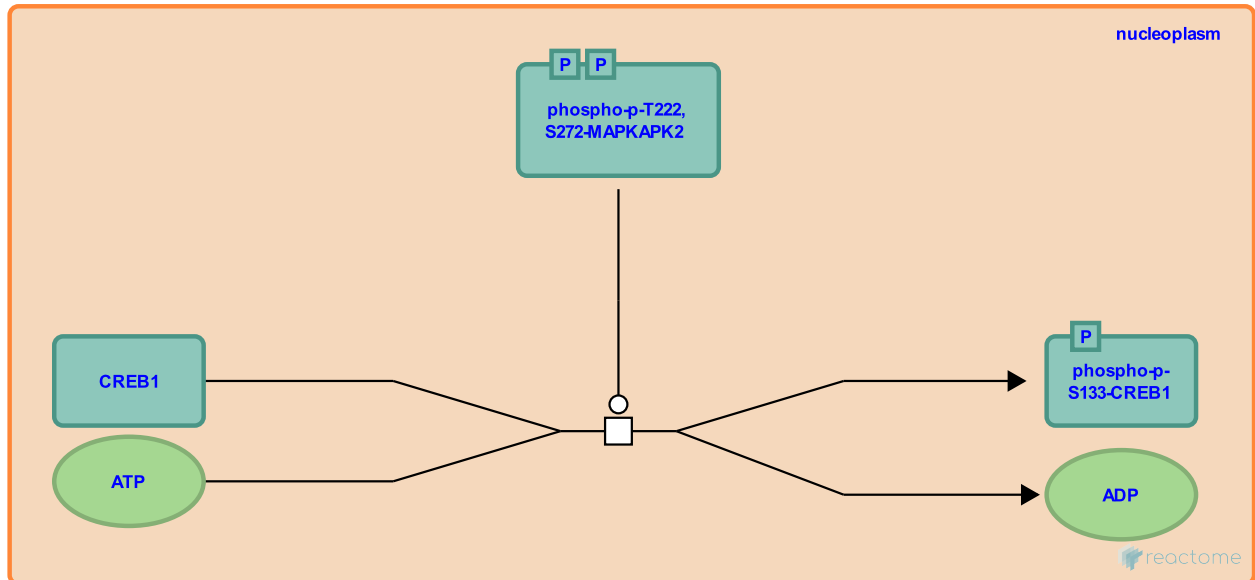 nucleoplasm
P P
phospho-p-T222,
S272-MAPKAPK2
CREB1
ATP
P
phospho-p-
S133-CREB1
ADP
reactome